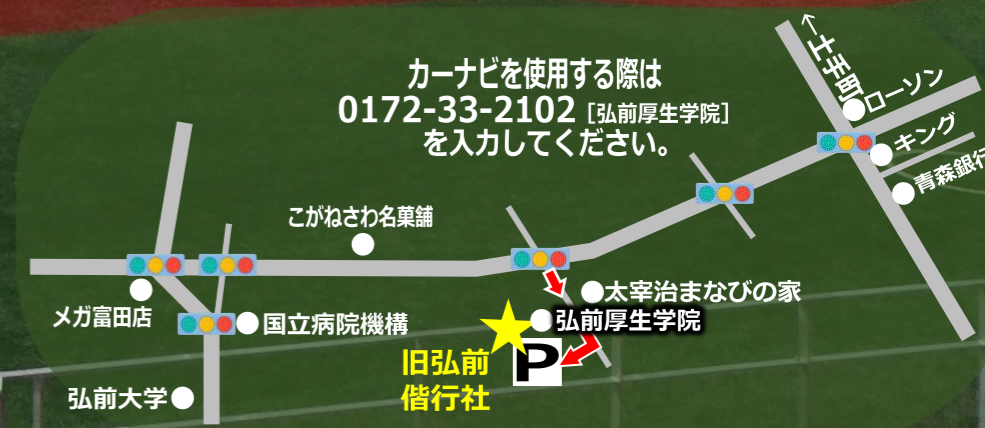 カーナビを使用する際は
0172-33-2102［弘前厚生学院］
を入力してください。
←土手町
ローソン
キング
青森銀行
こがねさわ名菓舗
太宰治まなびの家
弘前厚生学院
メガ富田店
国立病院機構
旧弘前
偕行社
P
弘前大学